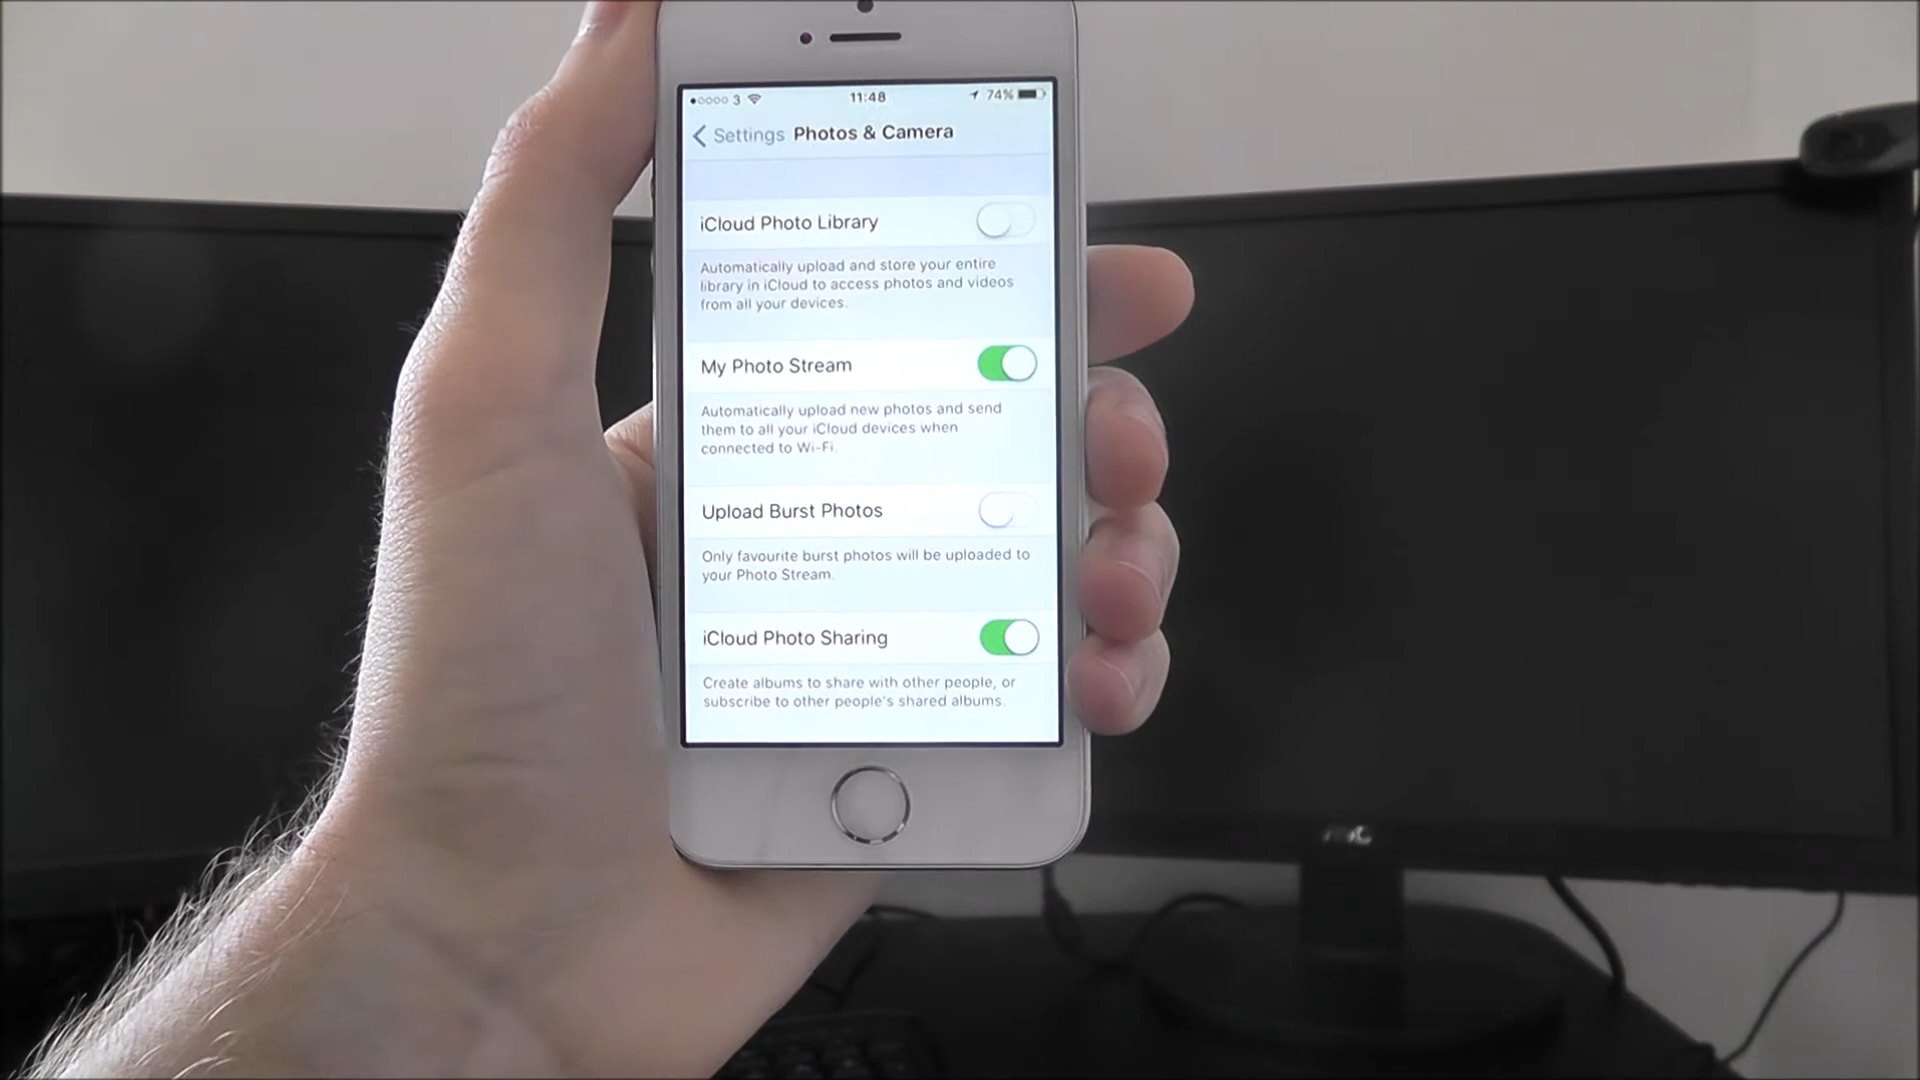 3 11:48 74%
Settings Photos & Camera
iCloud Photo Library
Automatically upload and store your entire
library in iCloud to access photos and videos
from all your devices.
My Photo Stream
Automatically upload new photos and send
them to all your iCloud devices when
connected to Wi-Fi.
Upload Burst Photos
Only favourite burst photos will be uploaded to
your Photo Stream.
iCloud Photo Sharing
Create albums to share with other people, or
subscribe to other people's shared albums.